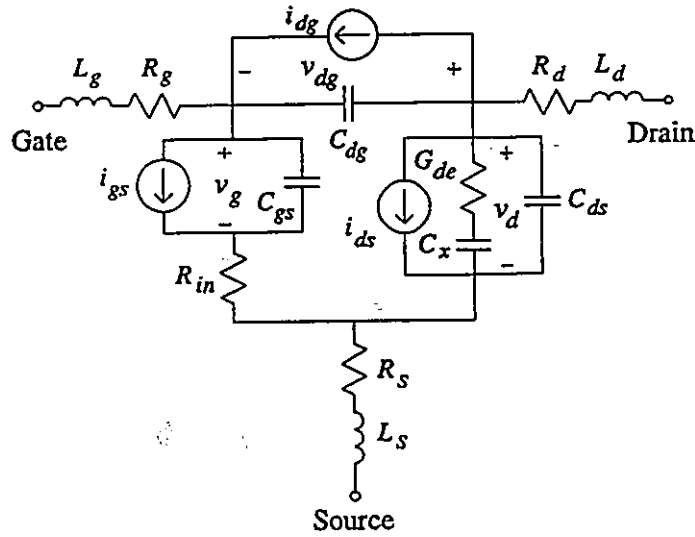 i_dg
L_g R_g − v_dg + R_d L_d
Gate C_dg Drain
i_gs + v_g − C_gs G_de + v_d − C_ds
i_ds C_x
R_in
R_s
L_s
Source